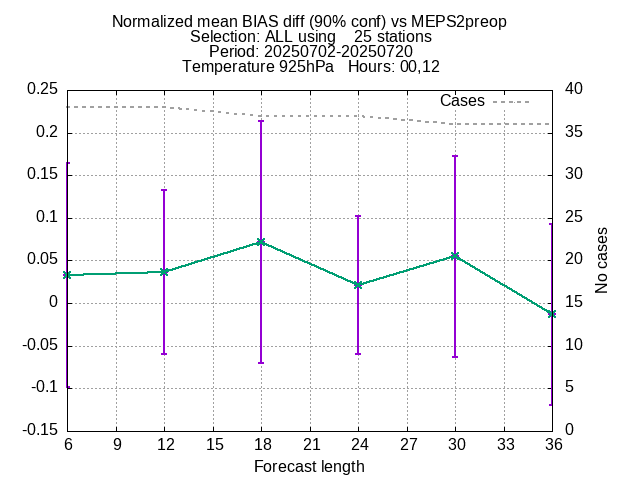 Normalized mean BIAS diff (90% conf) vs MEPS2preop
Selection: ALL using    25 stations
Period: 20250702-20250720
Temperature 925hPa   Hours: 00,12
Cases
0.25
0.2
0.15
0.1
0.05
0
-0.05
-0.1
-0.15
40
35
30
25
20
15
10
5
0
No cases
6 9 12 15 18 21 24 27 30 33 36
Forecast length